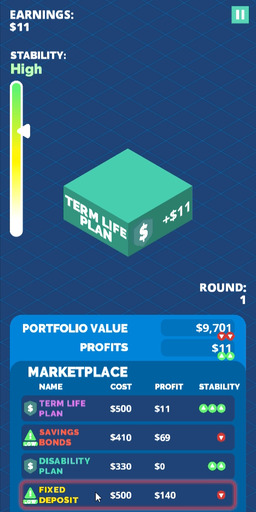 EARNINGS:
$11
STABILITY:
High
TERM LIFE
PLAN
$
+$11
ROUND:
1
PORTFOLIO VALUE $9,701
PROFITS $11
MARKETPLACE
NAME COST PROFIT STABILITY
$ TERM LIFE
PLAN $500 $11
SAVINGS
BONDS $410 $69
$ DISABILITY
PLAN $330 $0
FIXED
DEPOSIT $500 $140